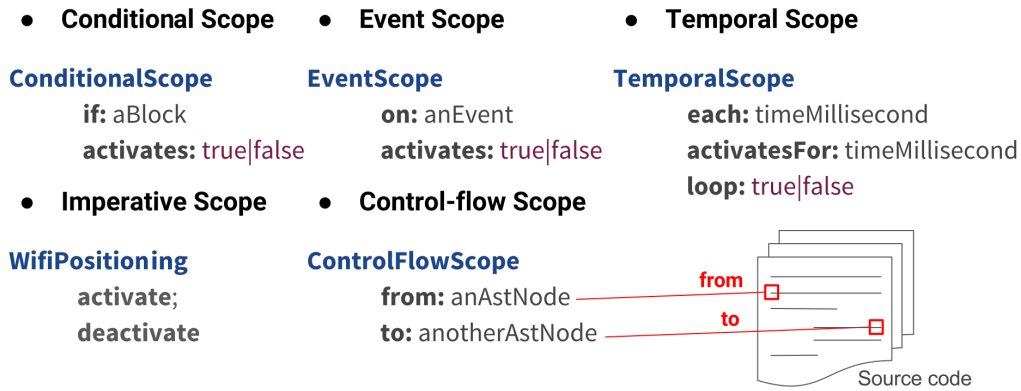 ● Conditional Scope
ConditionalScope
if: aBlock
activates: true|false
● Event Scope
EventScope
on: anEvent
activates: true|false
● Temporal Scope
TemporalScope
each: timeMillisecond
activatesFor: timeMillisecond
loop: true|false
● Imperative Scope
WifiPositioning
activate;
deactivate
● Control-flow Scope
ControlFlowScope
from: anAstNode
to: anotherAstNode
from
to
Source code